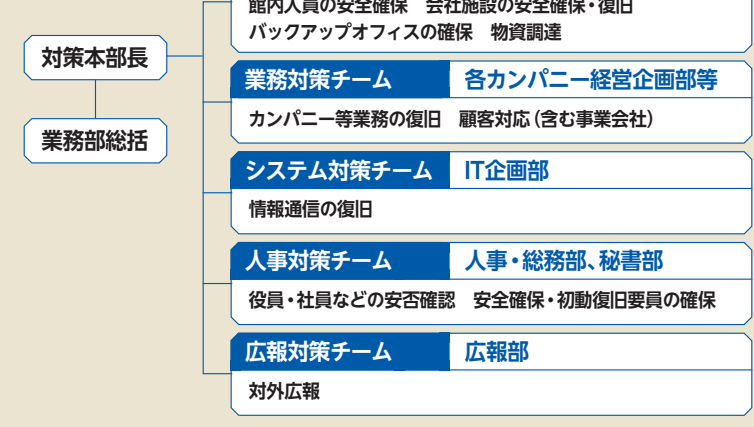 館内人員の安全確保 会社施設の安全確保・復旧
バックアップオフィスの確保 物資調達
対策本部長
業務部総括
業務対策チーム 各カンパニー経営企画部等
カンパニー等業務の復旧 顧客対応(含む事業会社)
システム対策チーム IT企画部
情報通信の復旧
人事対策チーム 人事・総務部、秘書部
役員・社員などの安否確認 安全確保・初動復旧要員の確保
広報対策チーム 広報部
対外広報